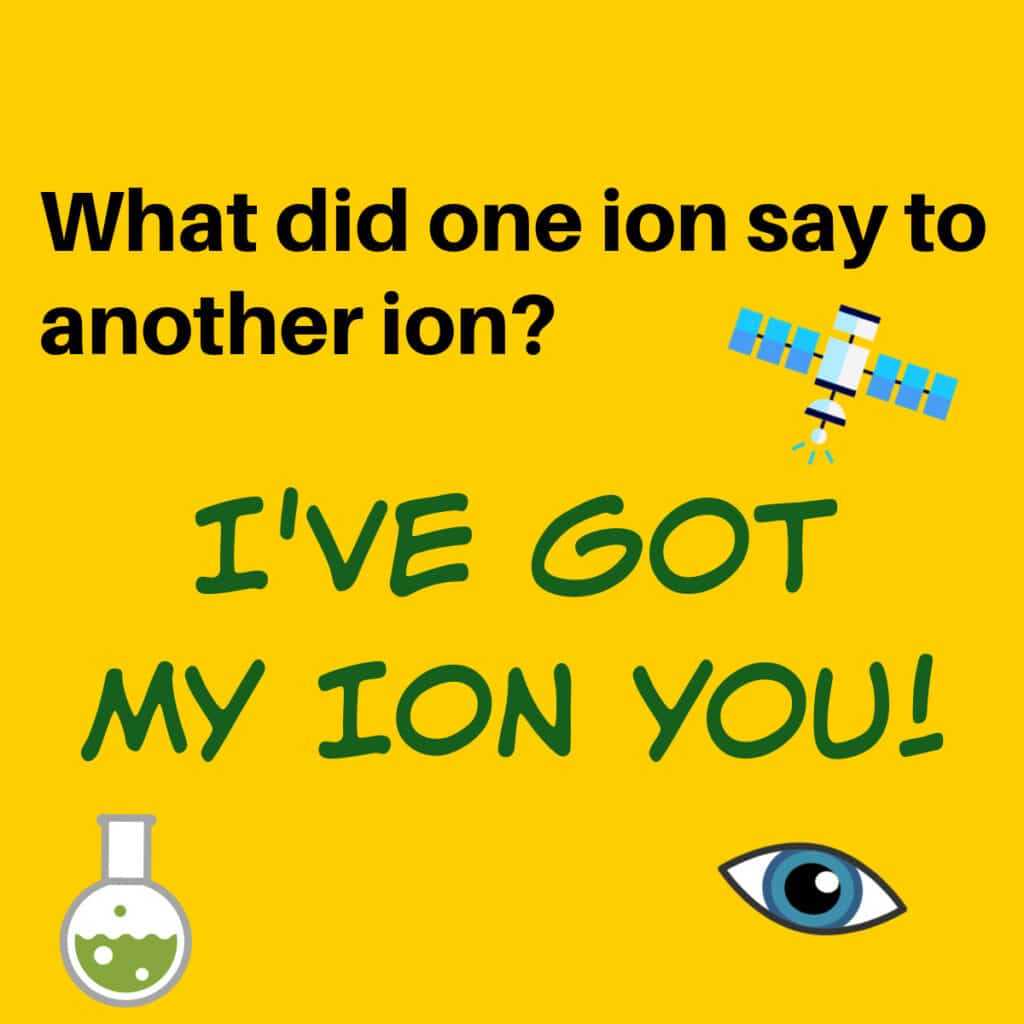 What did one ion say to
another ion?
I'VE GOT
MY ION YOU!